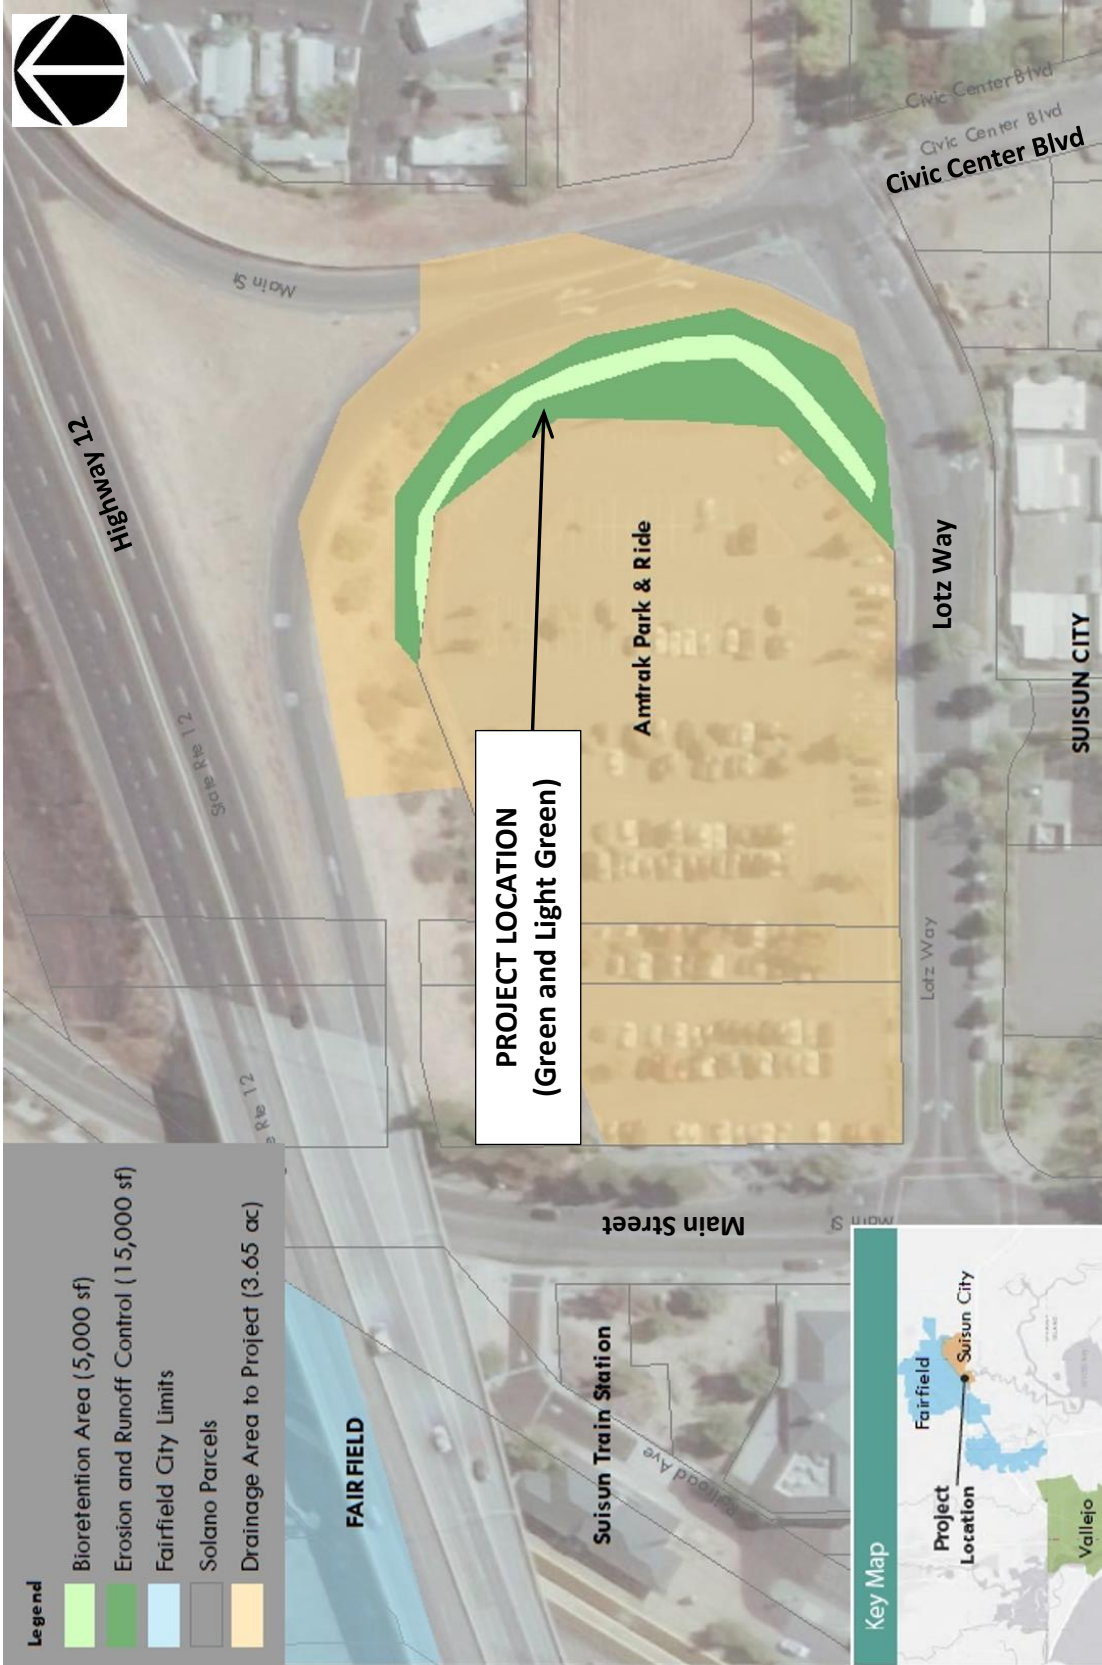 Legend
Bioretention Area (5,000 sf)
Erosion and Runoff Control (15,000 sf)
Fairfield City Limits
Solano Parcels
Drainage Area to Project (3.65 ac)
Highway 12
State Rte 12
e Rte 12
Main St
Civic Center Blvd
Civic Center Blvd
Civic Center Blvd
PROJECT LOCATION
(Green and Light Green)
Amtrak Park & Ride
Lotz Way
Lotz Way
SUISUN CITY
Main Street
Main St
FAIRFIELD
Suisun Train Station
Railroad Ave
Key Map
Fairfield
Suisun City
Project
Location
Vallejo